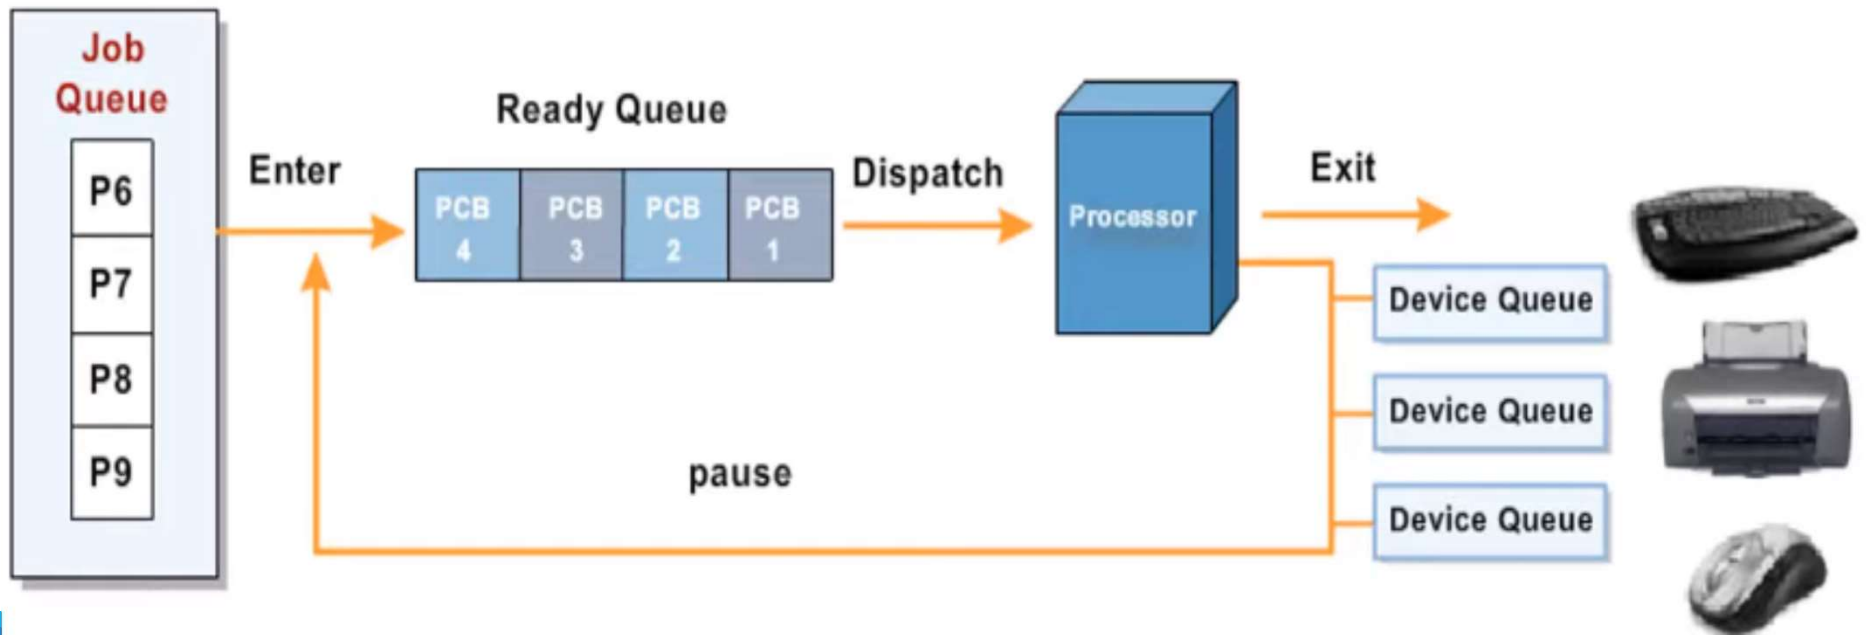 Job
Queue
P6
P7
P8
P9
Enter
Ready Queue
PCB
4
PCB
3
PCB
2
PCB
1
Dispatch
Processor
Exit
Device Queue
Device Queue
Device Queue
pause